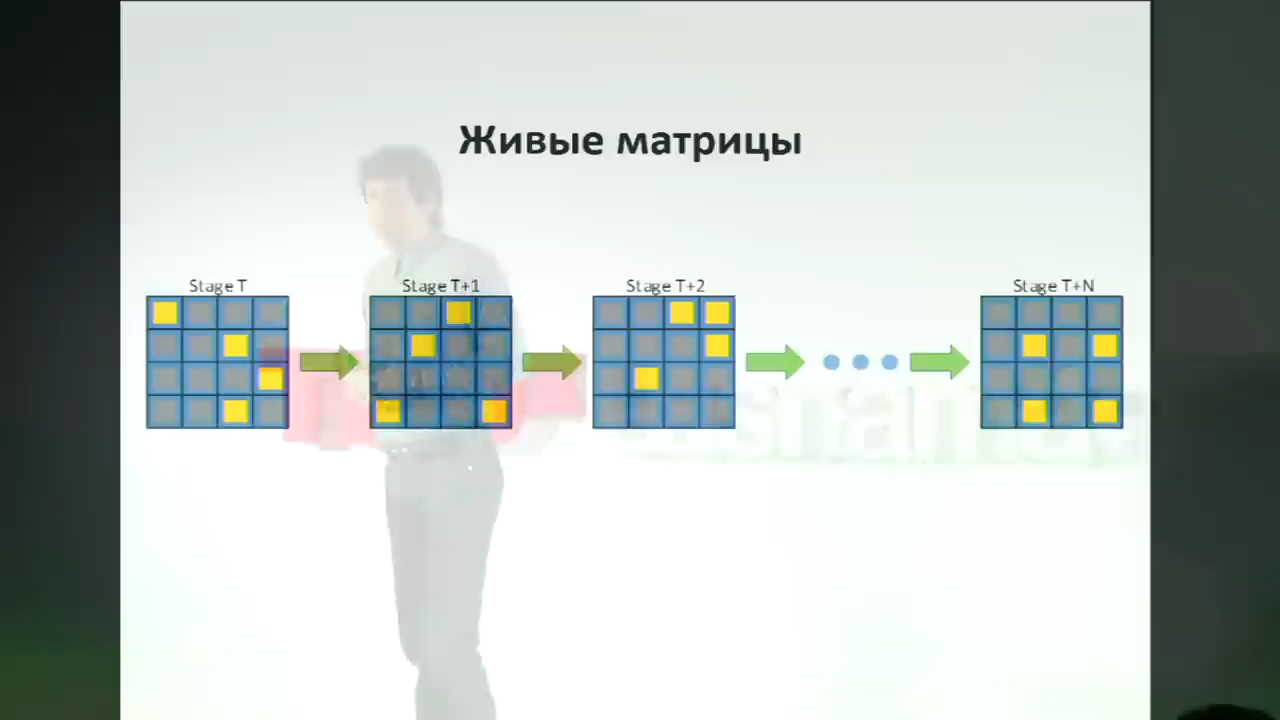 Живые матрицы
Stage T
Stage T+1
Stage T+2
Stage T+N